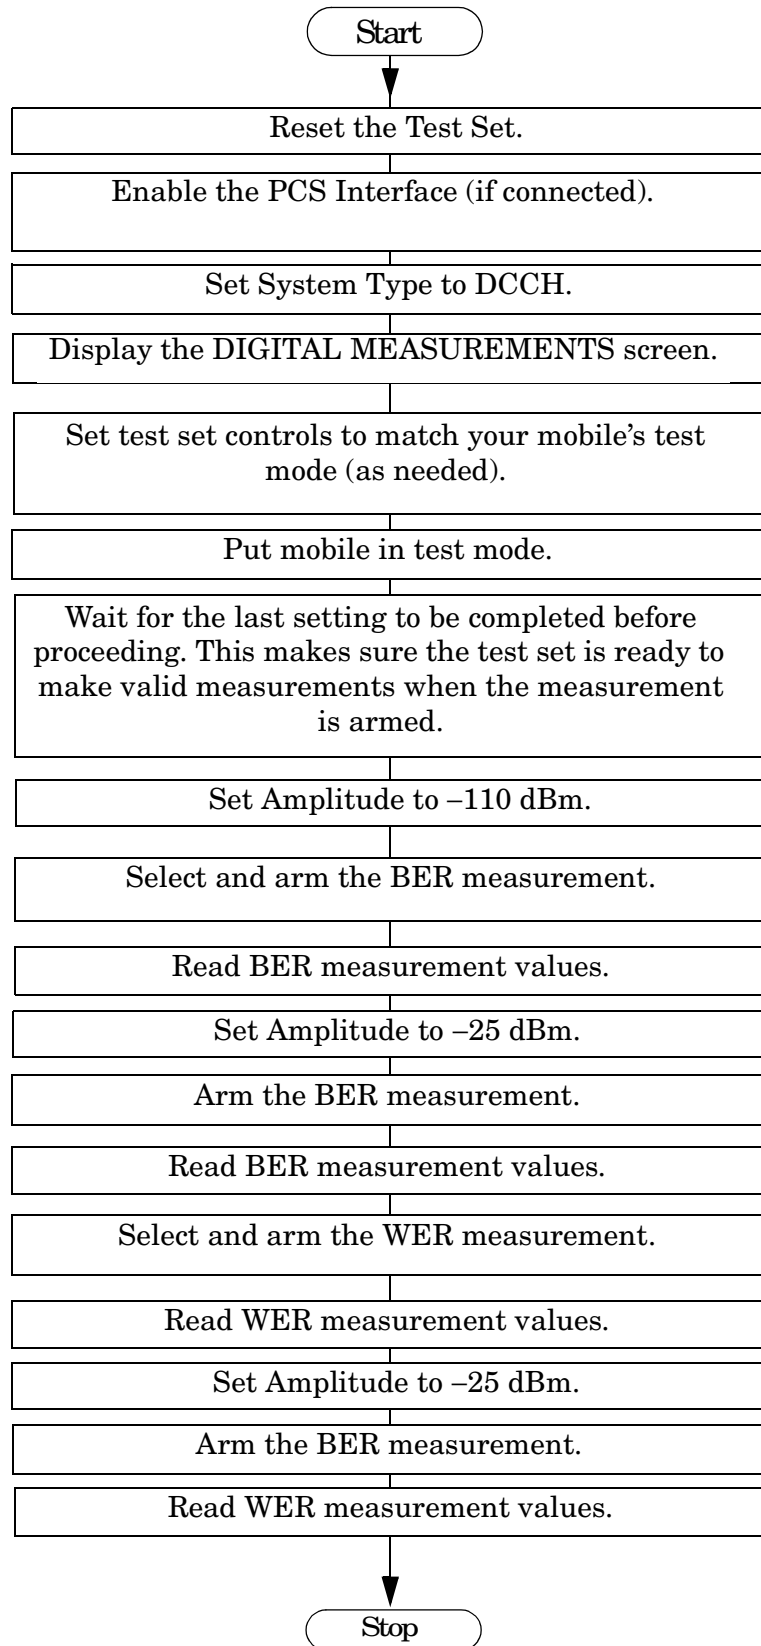 Start
Reset the Test Set.
Enable the PCS Interface (if connected).
Set System Type to DCCH.
Display the DIGITAL MEASUREMENTS screen.
Set test set controls to match your mobile’s test
mode (as needed).
Put mobile in test mode.
Wait for the last setting to be completed before
proceeding. This makes sure the test set is ready to
make valid measurements when the measurement
is armed.
Set Amplitude to –110 dBm.
Select and arm the BER measurement.
Read BER measurement values.
Set Amplitude to –25 dBm.
Arm the BER measurement.
Read BER measurement values.
Select and arm the WER measurement.
Read WER measurement values.
Set Amplitude to –25 dBm.
Arm the BER measurement.
Read WER measurement values.
Stop